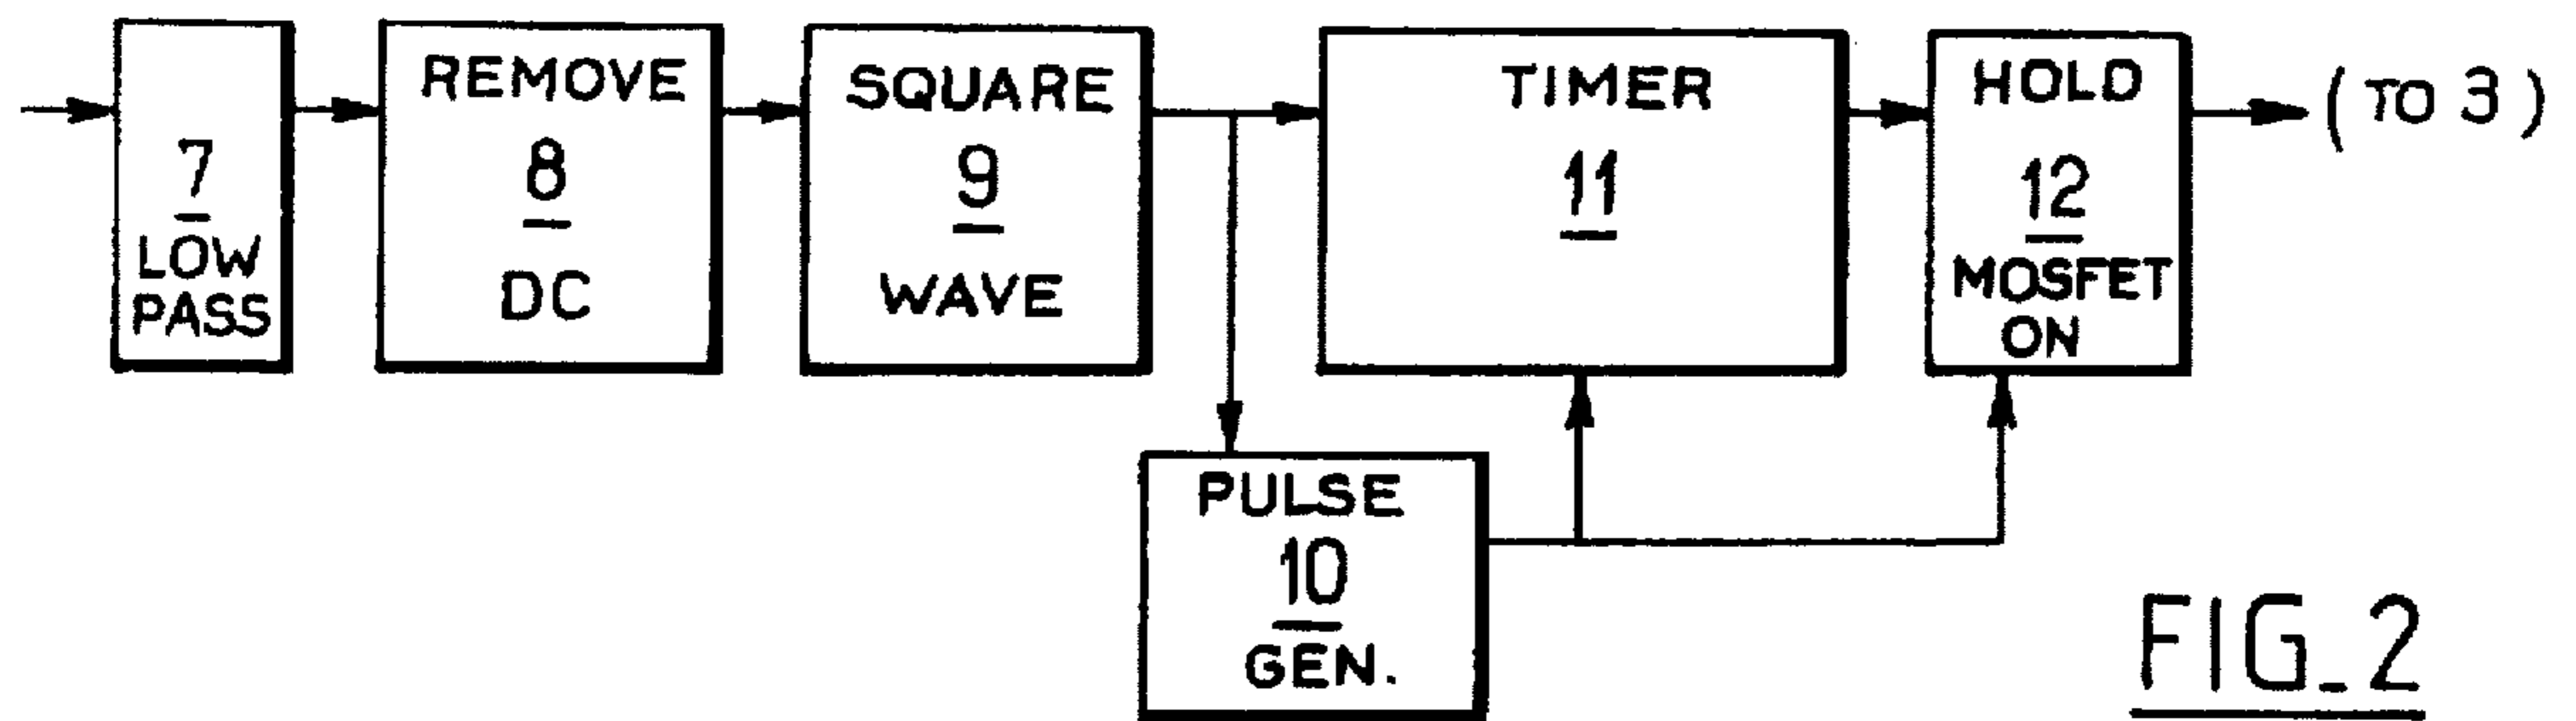 7
LOW
PASS
REMOVE
8
DC
SQUARE
9
WAVE
TIMER
11
HOLD
12
MOSFET
ON
( TO 3 )
PULSE
10
GEN.
FIG_2